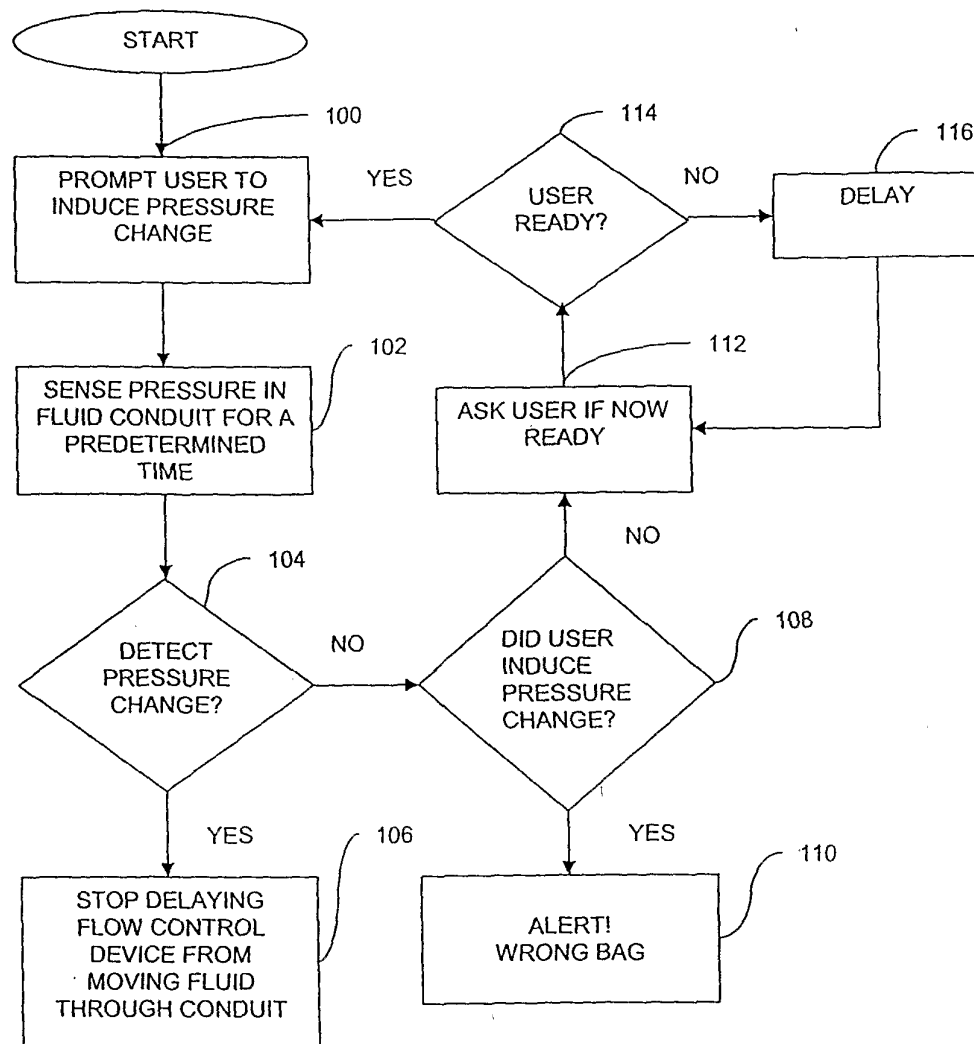 START
100
PROMPT USER TO
INDUCE PRESSURE
CHANGE
YES
114
USER
READY?
NO
116
DELAY
102
SENSE PRESSURE IN
FLUID CONDUIT FOR A
PREDETERMINED
TIME
112
ASK USER IF NOW
READY
NO
104
DETECT
PRESSURE
CHANGE?
NO
108
DID USER
INDUCE
PRESSURE
CHANGE?
YES
106
STOP DELAYING
FLOW CONTROL
DEVICE FROM
MOVING FLUID
THROUGH CONDUIT
YES
110
ALERT!
WRONG BAG